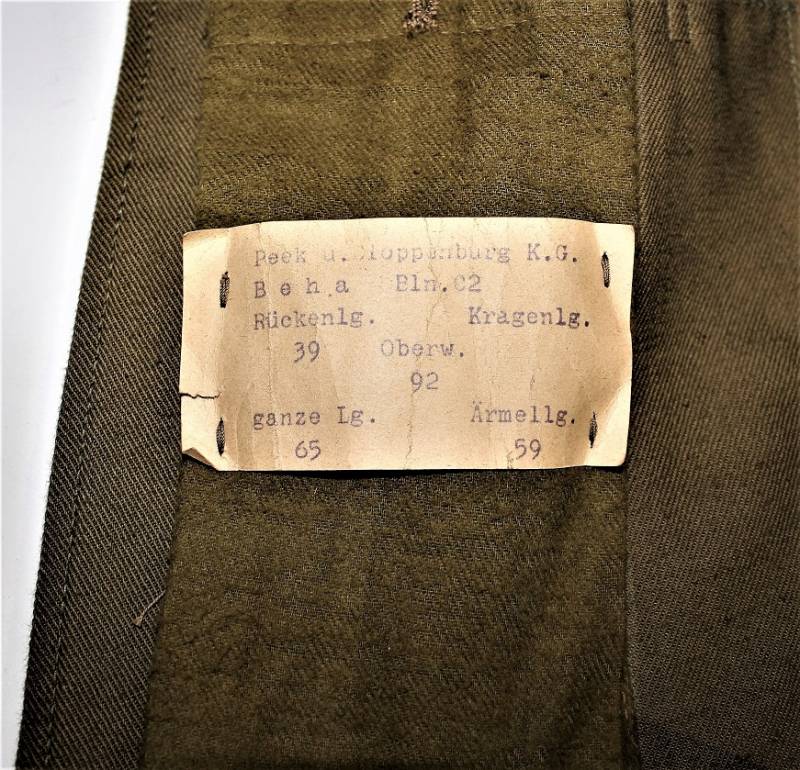 Peek u. Cloppenburg K.G.
B e h a Bln. C2
Rückenlg. Kragenlg.
39 Oberw.
92
ganze Lg. Ärmellg.
65 59